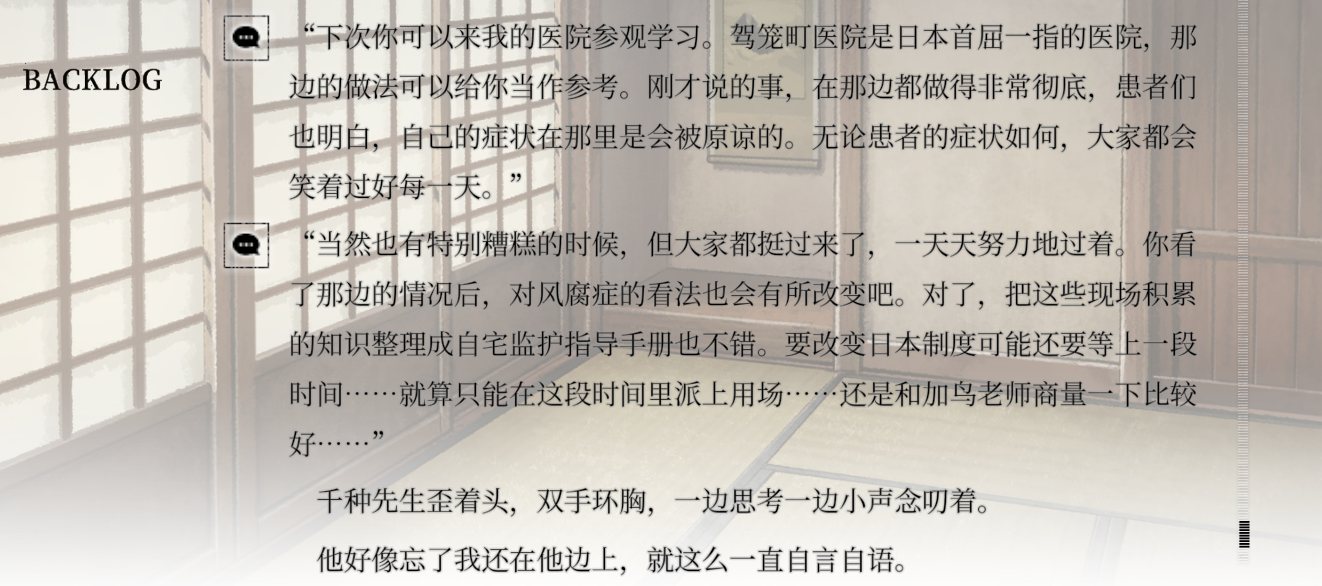 BACKLOG
“下次你可以来我的医院参观学习。驾笼町医院是日本首屈一指的医院，那
边的做法可以给你当作参考。刚才说的事，在那边都做得非常彻底，患者们
也明白，自己的症状在那里是会被原谅的。无论患者的症状如何，大家都会
笑着过好每一天。”
“当然也有特别糟糕的时候，但大家都挺过来了，一天天努力地过着。你看
了那边的情况后，对风腐症的看法也会有所改变吧。对了，把这些现场积累
的知识整理成自宅监护指导手册也不错。要改变日本制度可能还要等上一段
时间……就算只能在这段时间里派上用场……还是和加鸟老师商量一下比较
好……”
千种先生歪着头，双手环胸，一边思考一边小声念叨着。
他好像忘了我还在他边上，就这么一直自言自语。